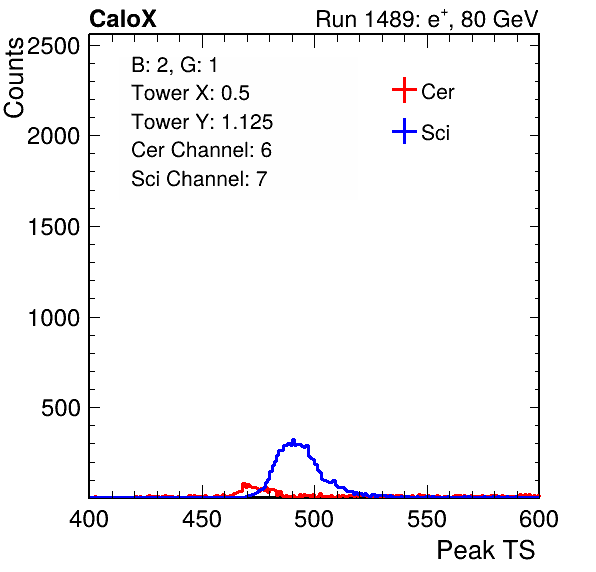 CaloX Run 1489: e⁺, 80 GeV
Counts
2500
2000
1500
1000
500
B: 2, G: 1
Tower X: 0.5
Tower Y: 1.125
Cer Channel: 6
Sci Channel: 7
Cer
Sci
400 450 500 550 600
Peak TS